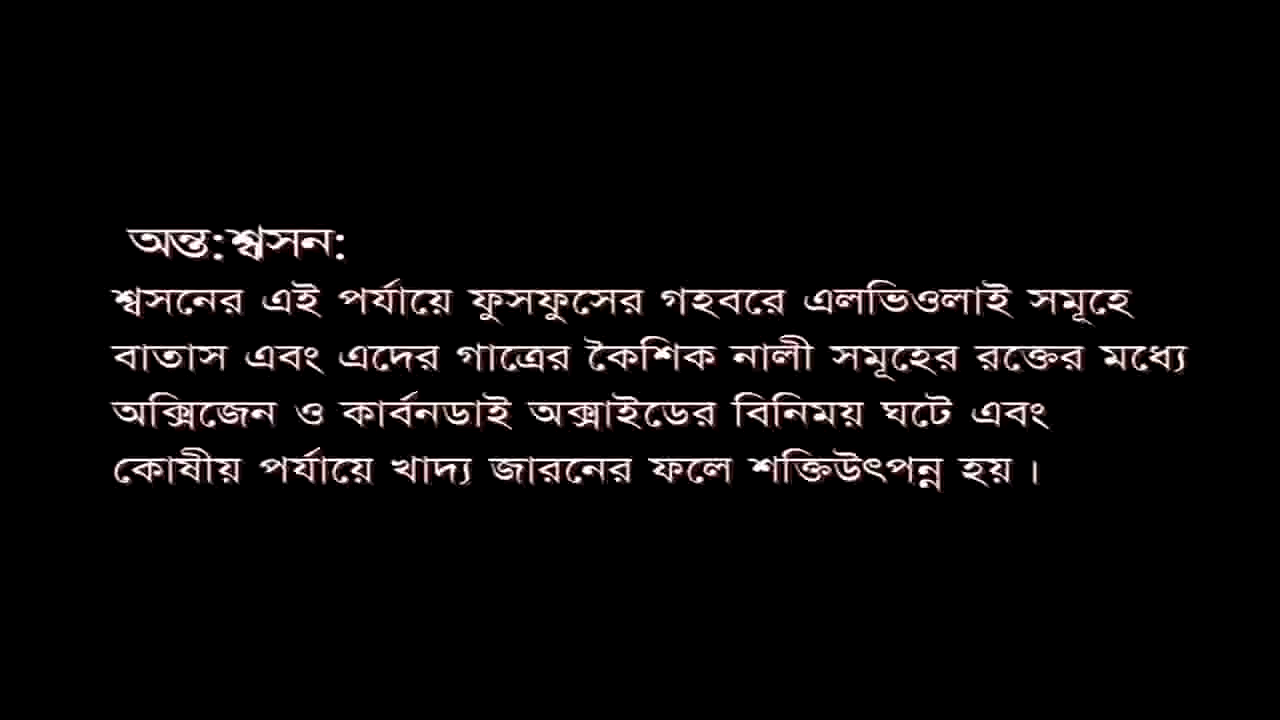 অন্ত:শ্বসন:
শ্বসনের এই পর্যায়ে ফুসফুসের গহবরে এলভিওলাই সমূহে
বাতাস এবং এদের গাত্রের কৈশিক নালী সমূহের রক্তের মধ্যে
অক্সিজেন ও কার্বনডাই অক্সাইডের বিনিময় ঘটে এবং
কোষীয় পর্যায়ে খাদ্য জারনের ফলে শক্তিউৎপন্ন হয়।